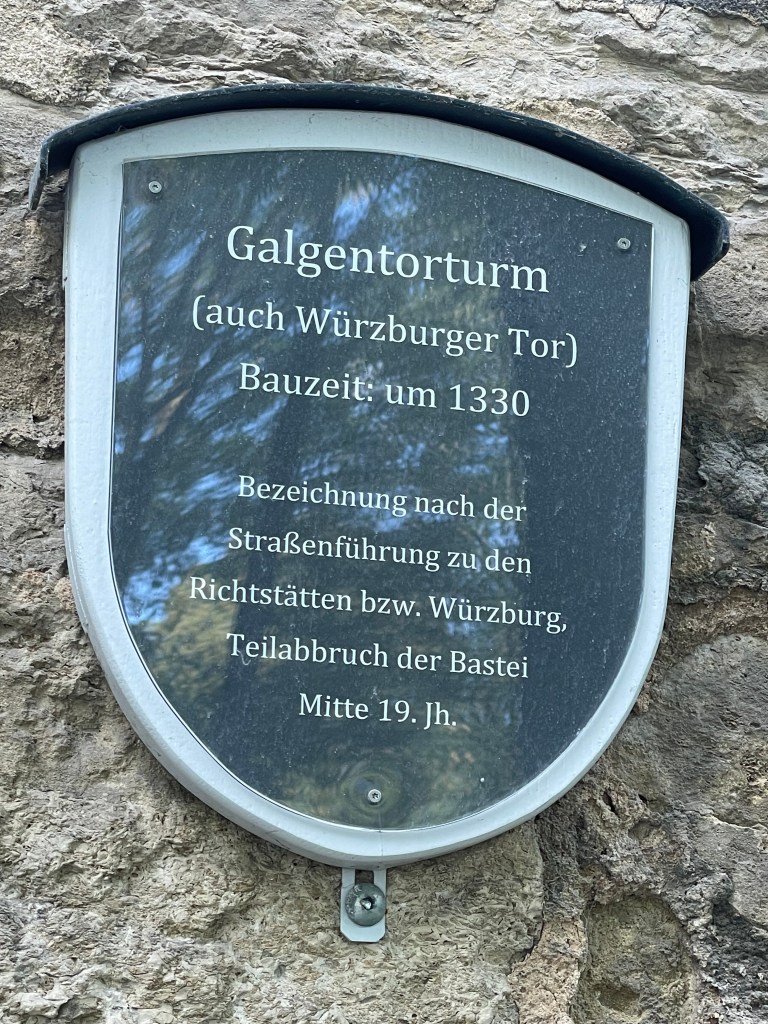 Galgentorturm
(auch Würzburger Tor)
Bauzeit: um 1330
Bezeichnung nach der
Straßenführung zu den
Richtstätten bzw. Würzburg,
Teilabbruch der Bastei
Mitte 19. Jh.